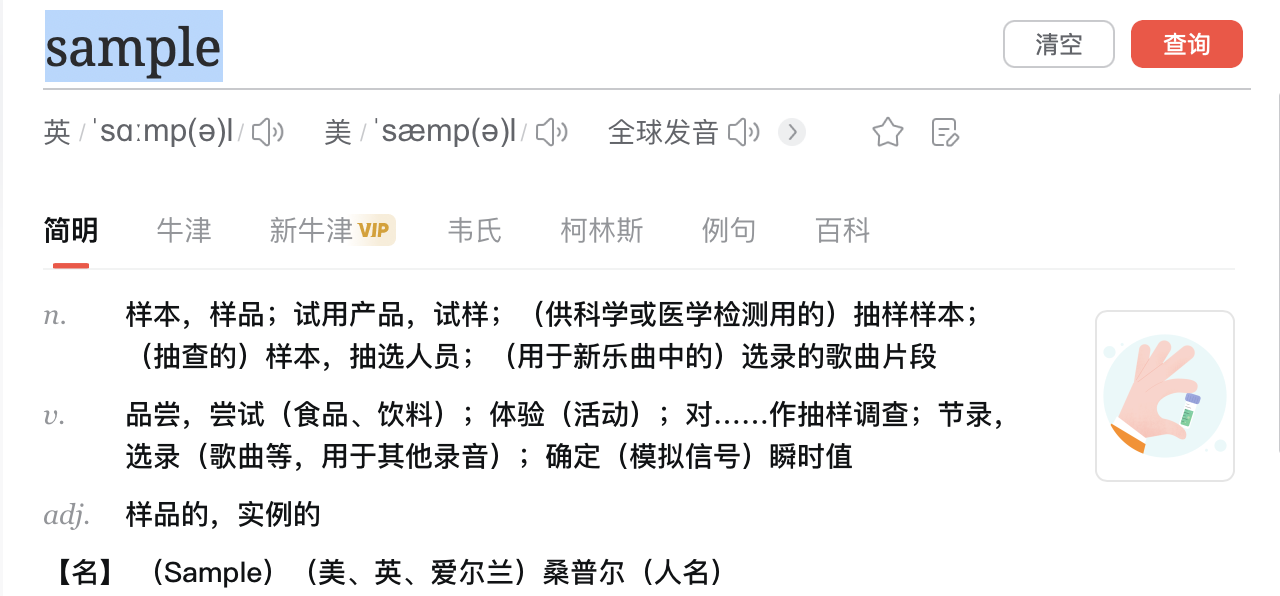 sample
清空
查询
英 /ˈsɑːmp(ə)l/ 美 /ˈsæmp(ə)l/ 全球发音
简明 牛津 新牛津 VIP 韦氏 柯林斯 例句 百科
n. 样本，样品；试用产品，试样；（供科学或医学检测用的）抽样样本；
（抽查的）样本，抽选人员；（用于新乐曲中的）选录的歌曲片段
v. 品尝，尝试（食品、饮料）；体验（活动）；对……作抽样调查；节录，
选录（歌曲等，用于其他录音）；确定（模拟信号）瞬时值
adj. 样品的，实例的
【名】 （Sample）（美、英、爱尔兰）桑普尔（人名）